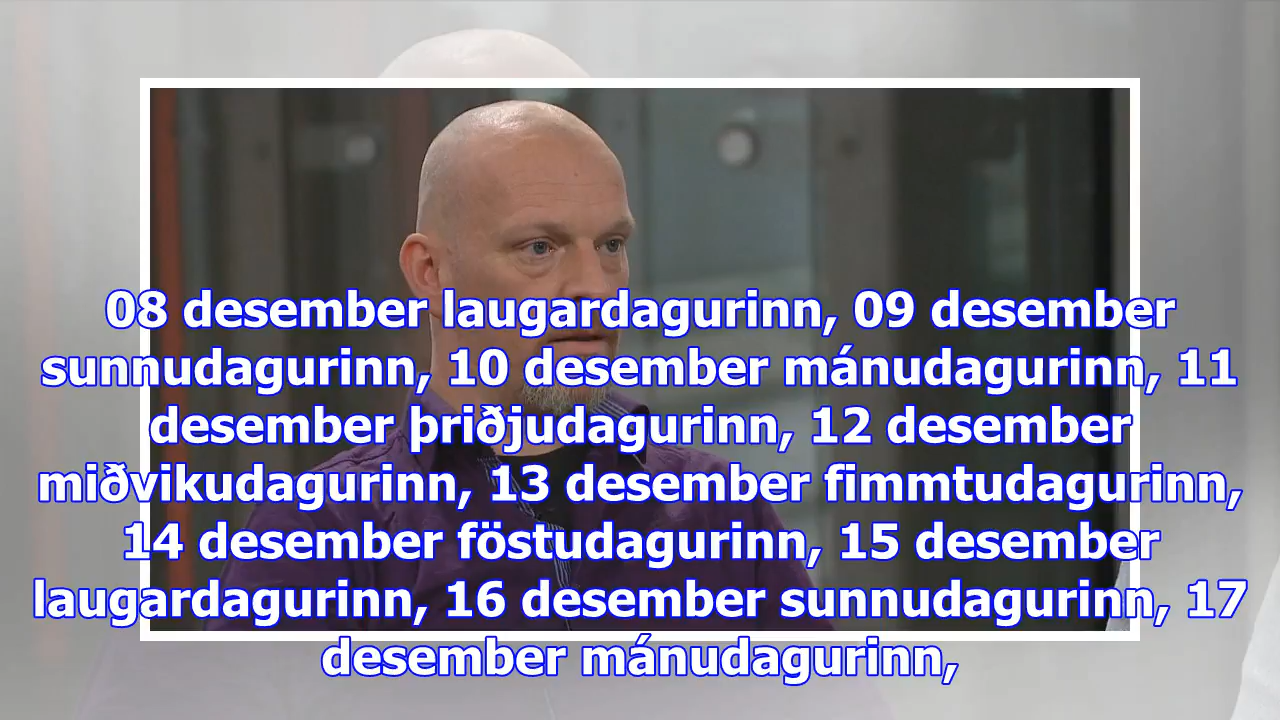 08 desember laugardagurinn, 09 desember
sunnudagurinn, 10 desember mánudagurinn, 11
desember þriðjudagurinn, 12 desember
miðvikudagurinn, 13 desember fimmtudagurinn,
14 desember föstudagurinn, 15 desember
laugardagurinn, 16 desember sunnudagurinn, 17
desember mánudagurinn,